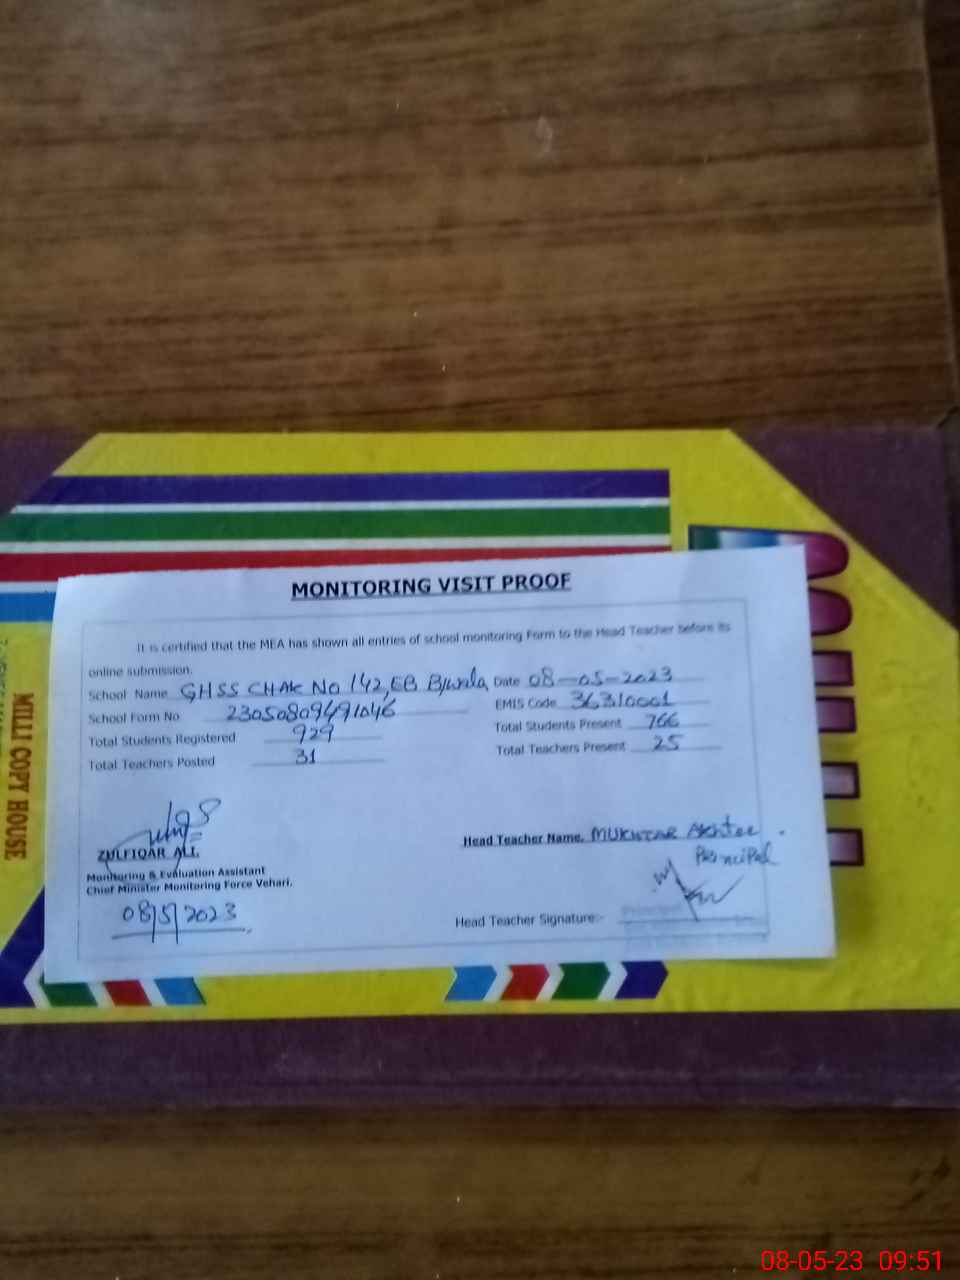 MONITORING VISIT PROOF
It is certified that the MEA has shown all entries of school monitoring Form to the Head Teacher before its
online submission.
School Name GHSS CHAK No 142, EB B/wala Date 08-05-2023
School Form No 23050809491046 EMIS Code 36310001
Total Students Registered 929 Total Students Present 766
Total Teachers Posted 31 Total Teachers Present 25
ZULFIQAR ALI,
Monitoring & Evaluation Assistant
Chief Minister Monitoring Force Vehari.
08/5/2023
Head Teacher Name. MUKHTAR Akhter.
Principal
Head Teacher Signature:-
Principal
MILLI COPY HOUSE
08-05-23 09:51